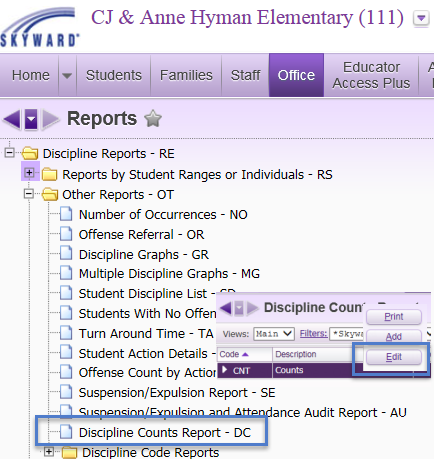 SKYWARD
CJ & Anne Hyman Elementary (111)
Home Students Families Staff Office Educator Access Plus
Reports
Discipline Reports - RE
Reports by Student Ranges or Individuals - RS
Other Reports - OT
Number of Occurrences - NO
Offense Referral - OR
Discipline Graphs - GR
Multiple Discipline Graphs - MG
Student Discipline List -
Students With No Offen
Turn Around Time - TA
Student Action Details -
Offense Count by Action
Suspension/Expulsion Report - SE
Suspension/Expulsion and Attendance Audit Report - AU
Discipline Counts Report - DC
Discipline Code Reports
Discipline Coun
Views: Main Filters: *Skyw
Code Description
CNT Counts
Print
Add
Edit